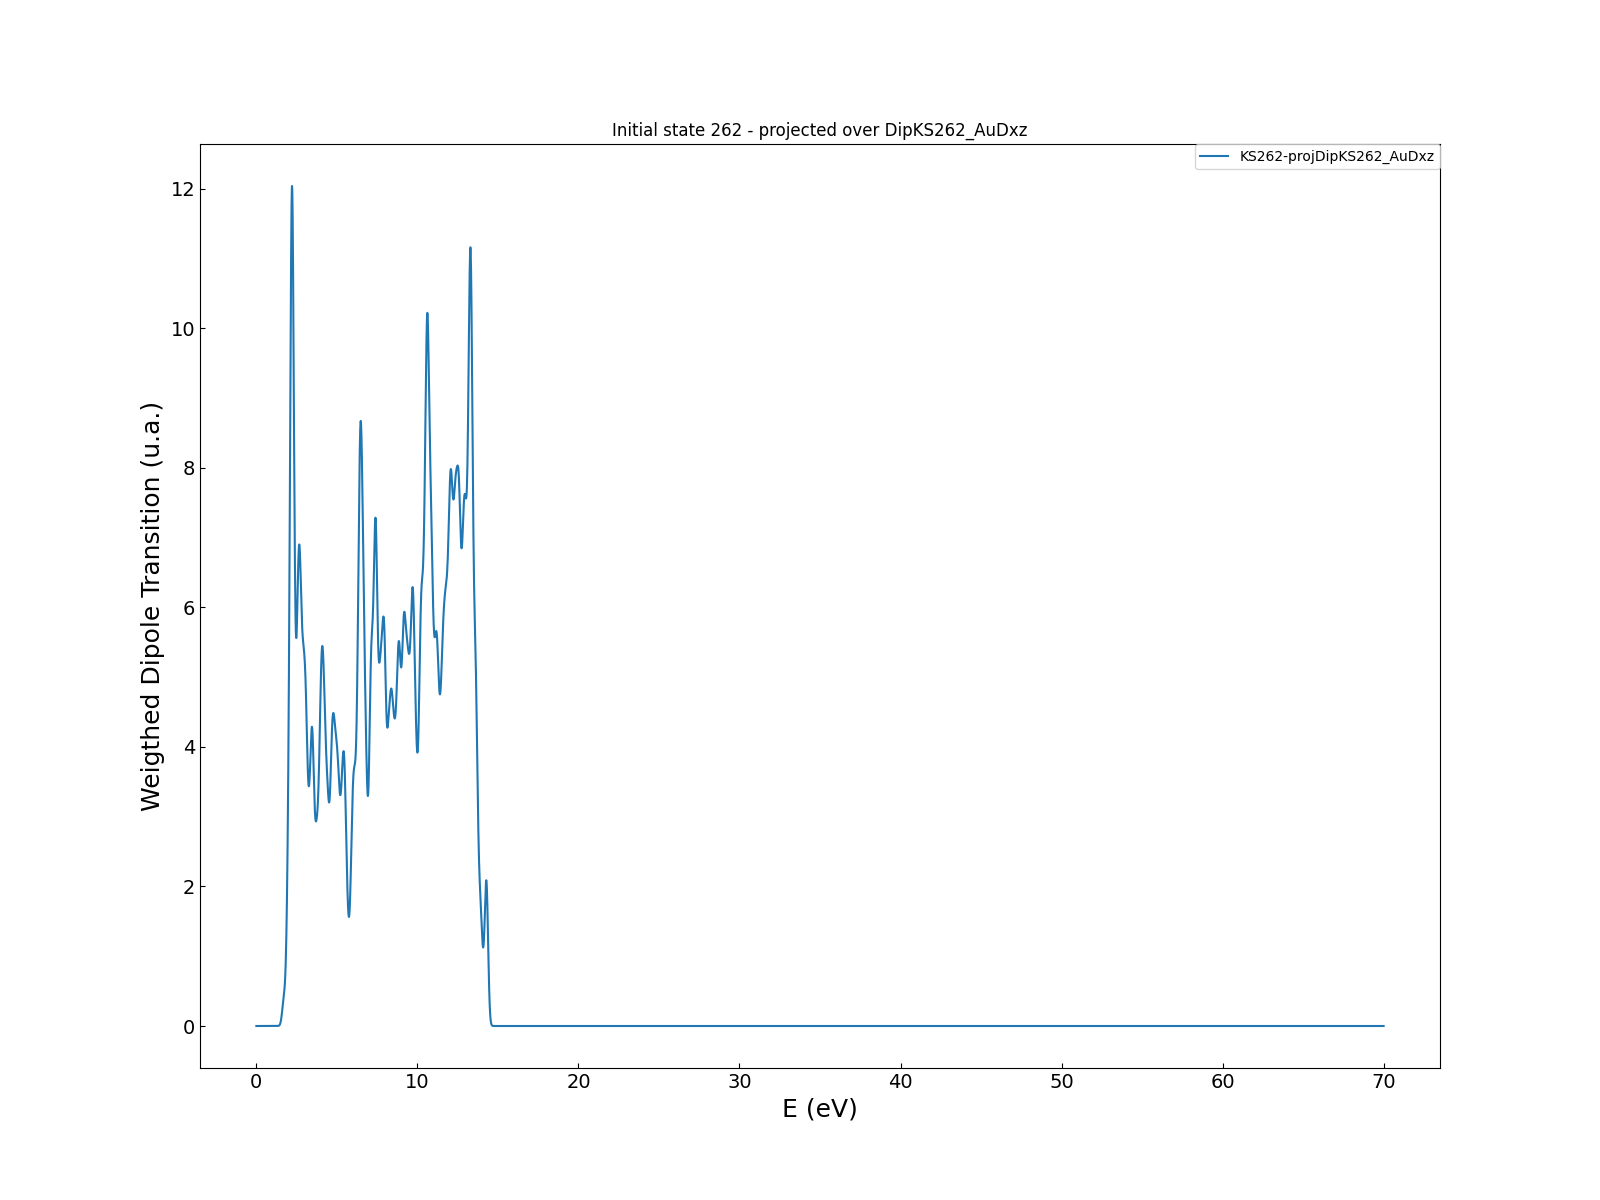 Initial state 262 - projected over DipKS262_AuDxz
KS262-projDipKS262_AuDxz
Weigthed Dipole Transition (u.a.)
12
10
8
6
4
2
0
0 10 20 30 40 50 60 70
E (eV)